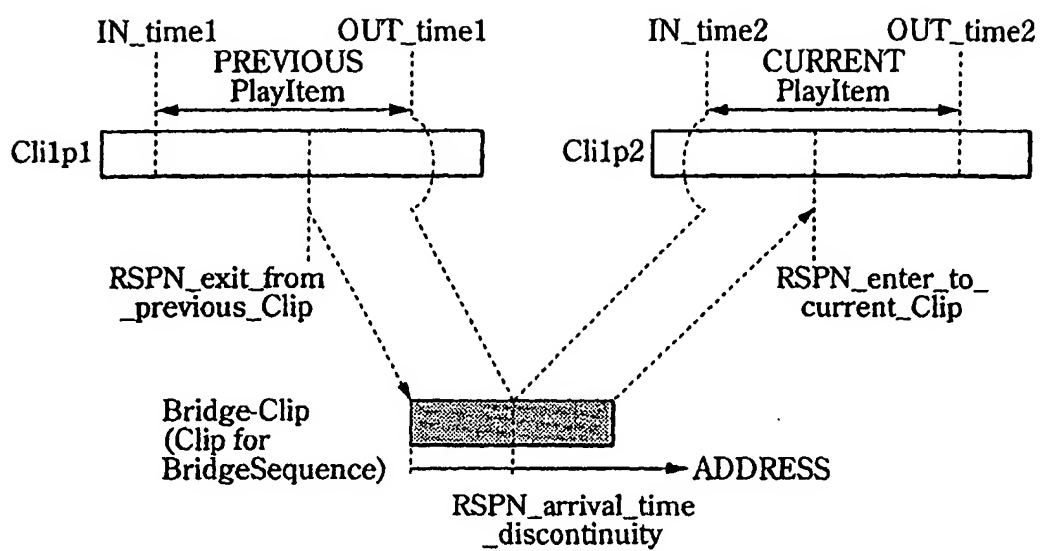 IN_time1 OUT_time1 IN_time2 OUT_time2
PREVIOUS
PlayItem
CURRENT
PlayItem
Cli1p1
Cli1p2
RSPN_exit_from
_previous_Clip
RSPN_enter_to_
current_Clip
Bridge-Clip
(Clip for
BridgeSequence)
ADDRESS
RSPN_arrival_time
_discontinuity